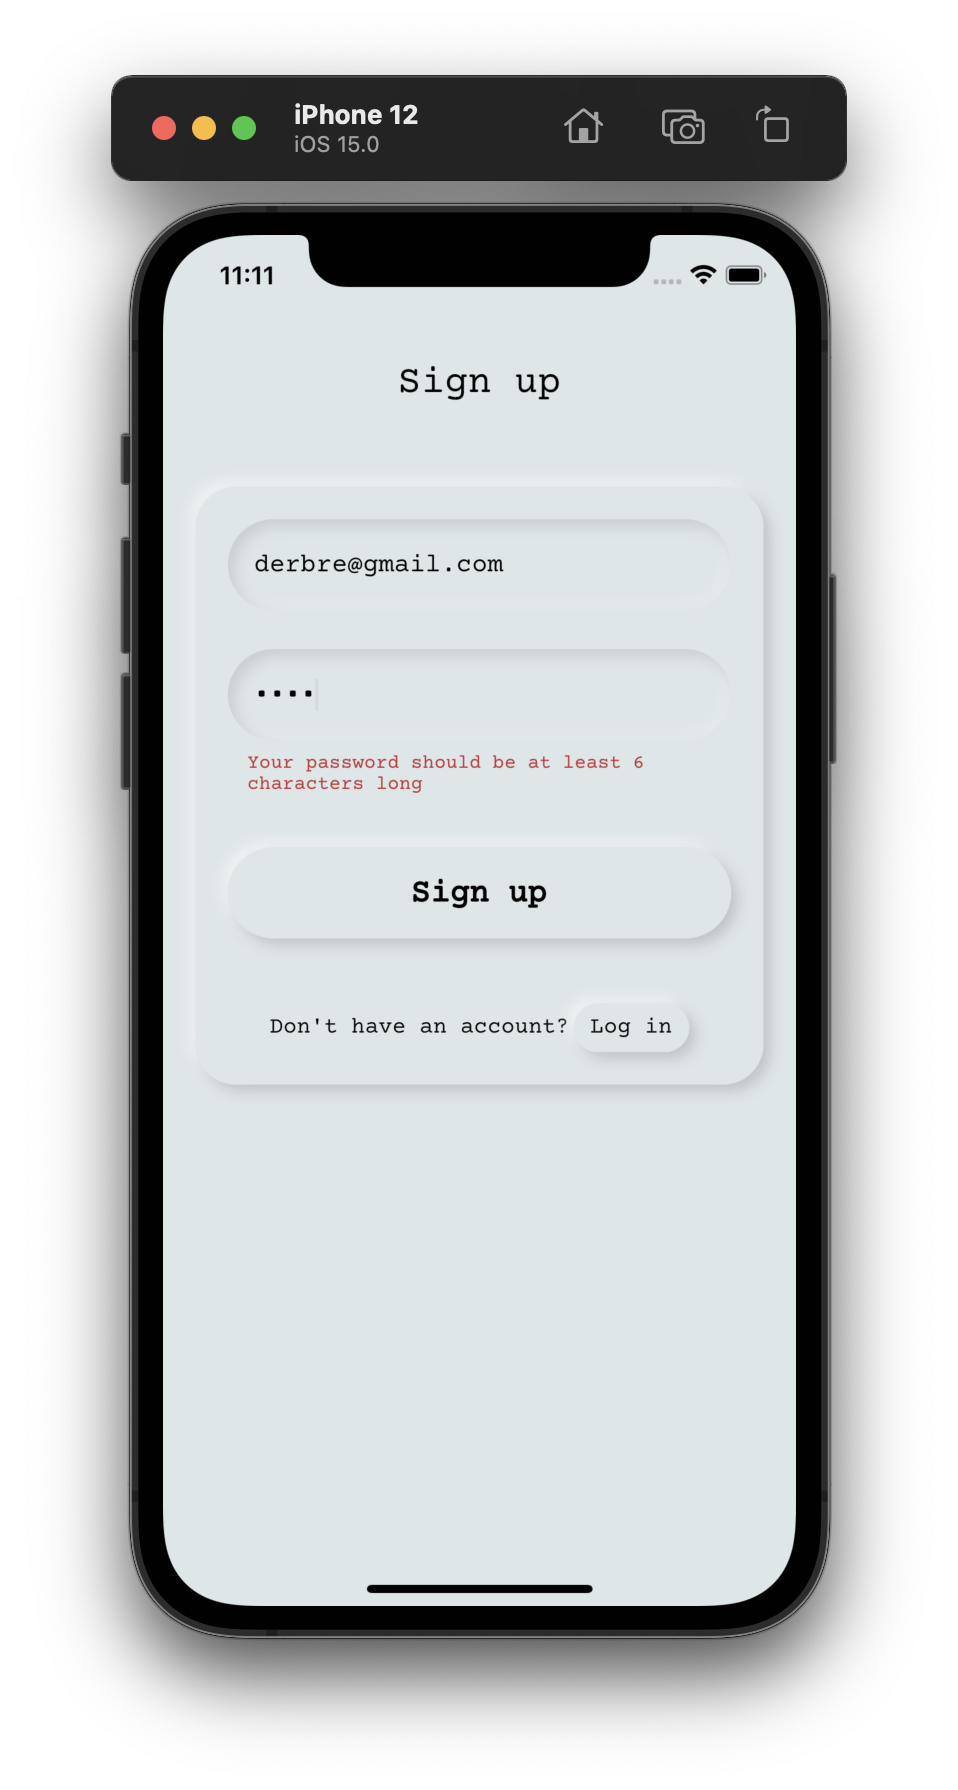 iPhone 12
iOS 15.0
11:11
Sign up
derbre@gmail.com
••••
Your password should be at least 6
characters long
Sign up
Don't have an account? Log in